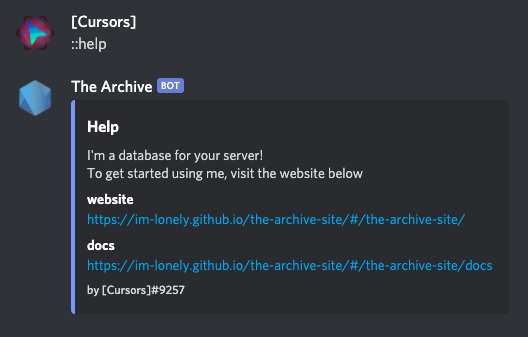 [Cursors]
::help
The Archive BOT
Help
I'm a database for your server!
To get started using me, visit the website below
website
https://im-lonely.github.io/the-archive-site/#/the-archive-site/
docs
https://im-lonely.github.io/the-archive-site/#/the-archive-site/docs
by [Cursors]#9257